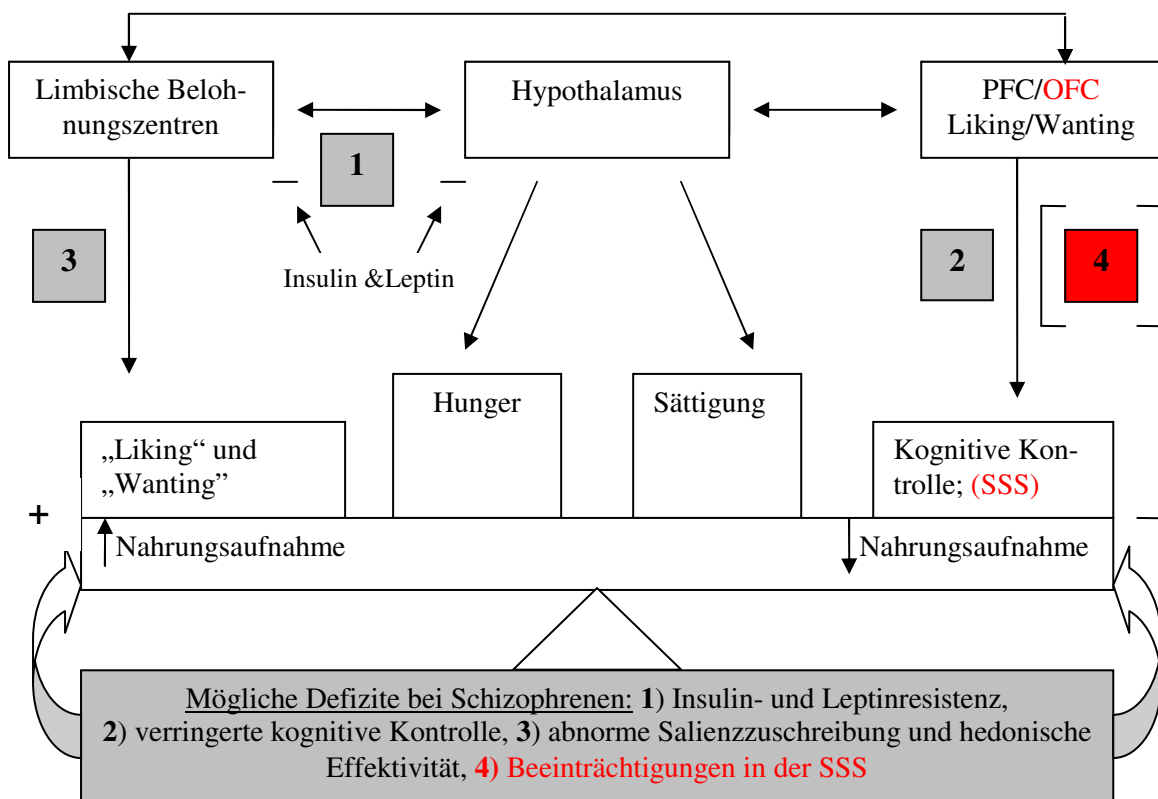 Limbische Beloh-
nungszentren
Hypothalamus
PFC/OFC
Liking/Wanting
1
3
Insulin &Leptin
2
4
Hunger
Sättigung
„Liking“ und
„Wanting”
Kognitive Kon-
trolle; (SSS)
+
Nahrungsaufnahme
Nahrungsaufnahme
Mögliche Defizite bei Schizophrenen: 1) Insulin- und Leptinresistenz,
2) verringerte kognitive Kontrolle, 3) abnorme Salienzzuschreibung und hedonische
Effektivität, 4) Beeinträchtigungen in der SSS